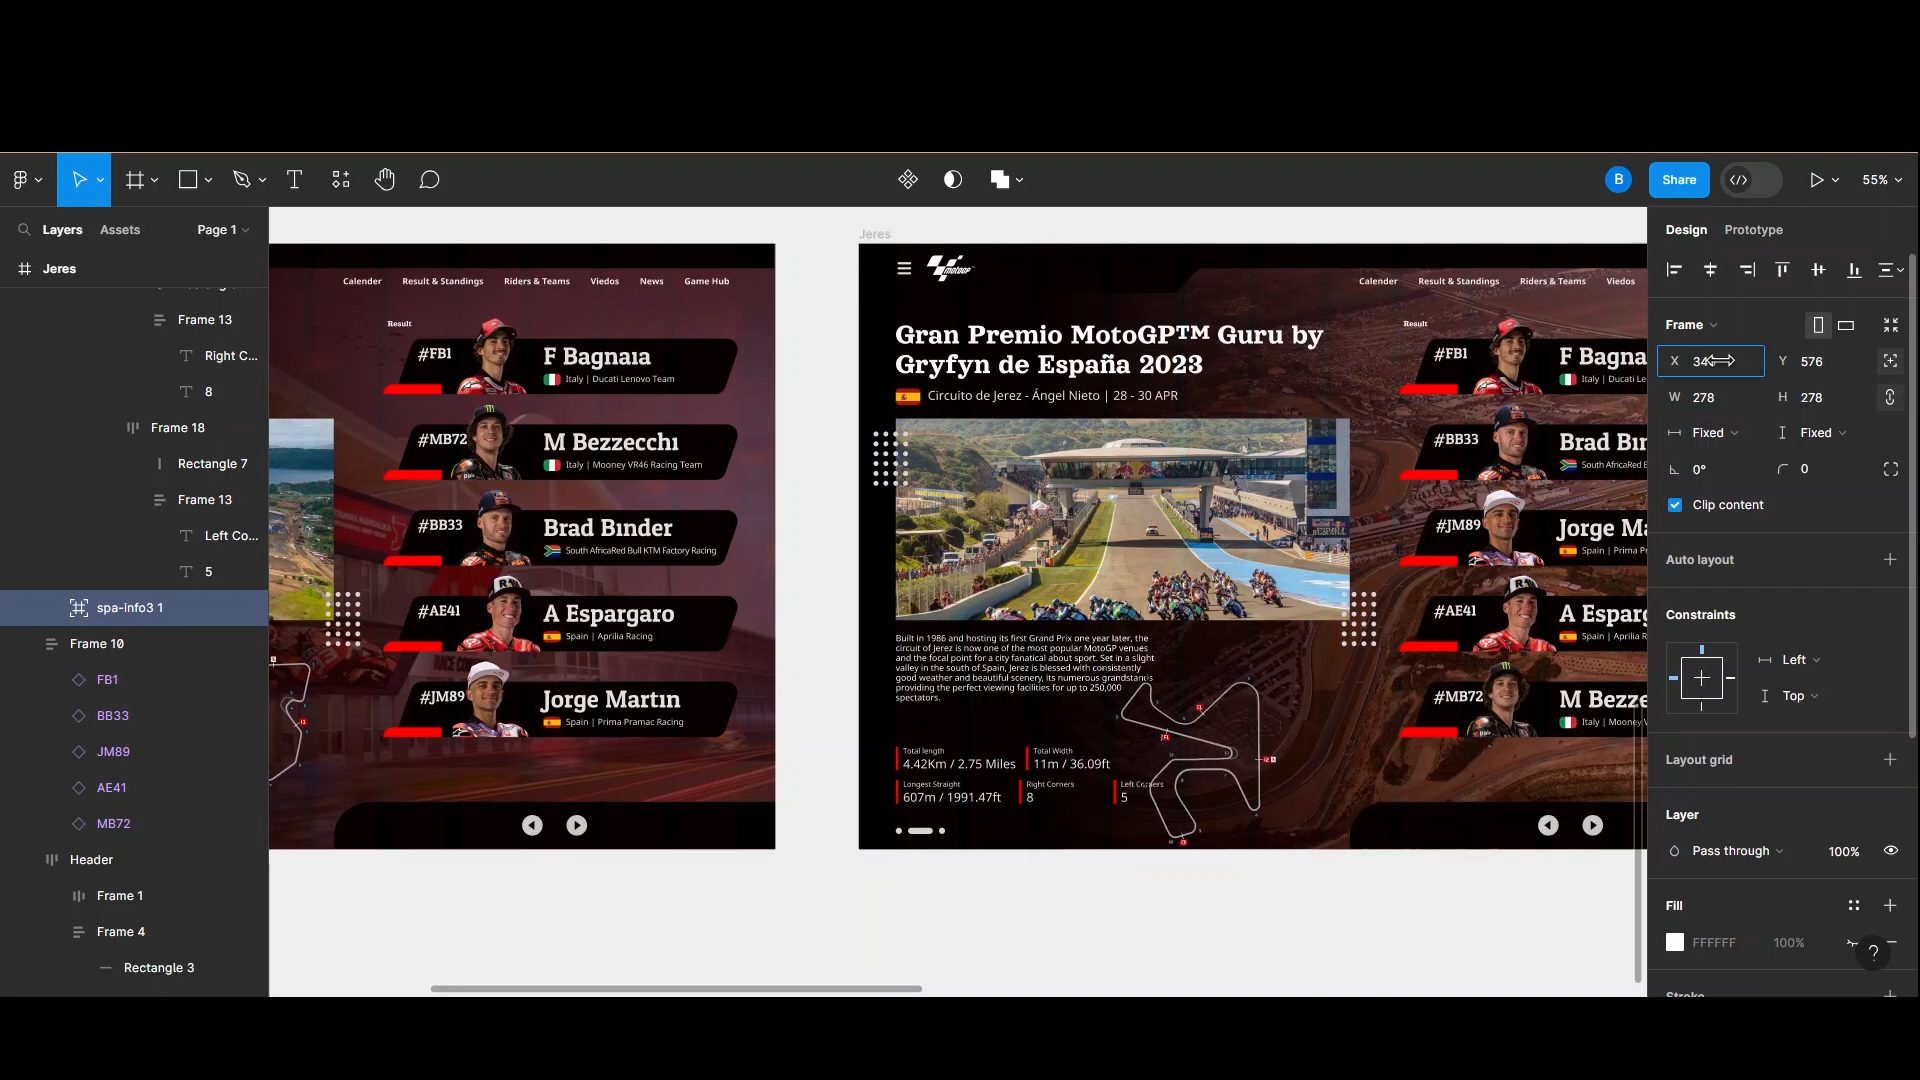 B
Share
55%
Layers
Assets
Page 1
Jeres
Frame 13
Right C...
8
Frame 18
Rectangle 7
Frame 13
Left Co...
5
spa-info3 1
Frame 10
FB1
BB33
JM89
AE41
MB72
Header
Frame 1
Frame 4
Rectangle 3
Calender
Result & Standings
Riders & Teams
Viedos
News
Game Hub
Result
#FB1
F Bagnaıa
Italy | Ducati Lenovo Team
#MB72
M Bezzecchı
Italy | Mooney VR46 Racing Team
#BB33
Brad Bınder
South AfricaRed Bull KTM Factory Racing
#AE41
A Espargaro
Spain | Aprilia Racing
#JM89
Jorge Martın
Spain | Prima Pramac Racing
Jeres
motoGP
Calender
Result & Standings
Riders & Teams
Viedos
Gran Premio MotoGP™ Guru by
Gryfyn de España 2023
Circuito de Jerez - Ángel Nieto | 28 - 30 APR
Built in 1986 and hosting its first Grand Prix one year later, the
circuit of Jerez is now one of the most popular MotoGP venues
and the focal point for a city fanatical about sport. Set in a slight
valley in the south of Spain, Jerez is blessed with consistently
good weather and beautiful scenery, its numerous grandstands
providing the perfect viewing facilities for up to 250,000
spectators.
Total length
4.42Km / 2.75 Miles
Total Width
11m / 36.09ft
Longest Straight
607m / 1991.47ft
Right Corners
8
Left Corners
5
Result
#FB1
F Bagna
Italy | Ducati Le
#BB33
Brad Bın
South AfricaRed B
#JM89
Jorge Ma
Spain | Prima Pr
#AE41
A Esparg
Spain | Aprilia R
#MB72
M Bezze
Italy | Mooney V
Design
Prototype
Frame
X
34
Y
576
W
278
H
278
Fixed
Fixed
0°
0
Clip content
Auto layout
Constraints
Left
Top
Layout grid
Layer
Pass through
100%
Fill
FFFFFF
100%
?
Stroke